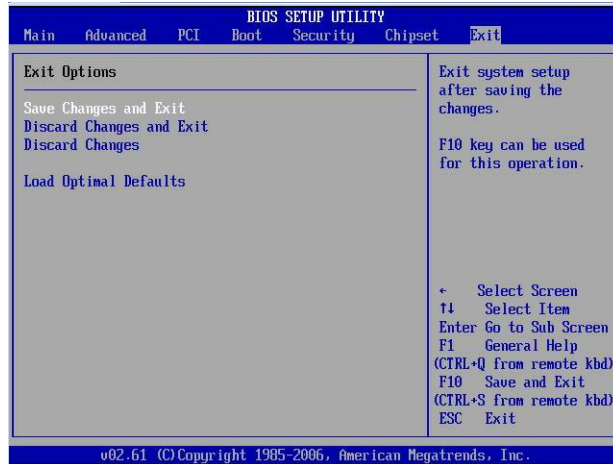 BIOS SETUP UTILITY
Main Advanced PCI Boot Security Chipset Exit
Exit Options
Save Changes and Exit
Discard Changes and Exit
Discard Changes
Load Optimal Defaults
Exit system setup
after saving the
changes.
F10 key can be used
for this operation.
← Select Screen
↑↓ Select Item
Enter Go to Sub Screen
F1 General Help
(CTRL+Q from remote kbd)
F10 Save and Exit
(CTRL+S from remote kbd)
ESC Exit
v02.61 (C)Copyright 1985-2006, American Megatrends, Inc.